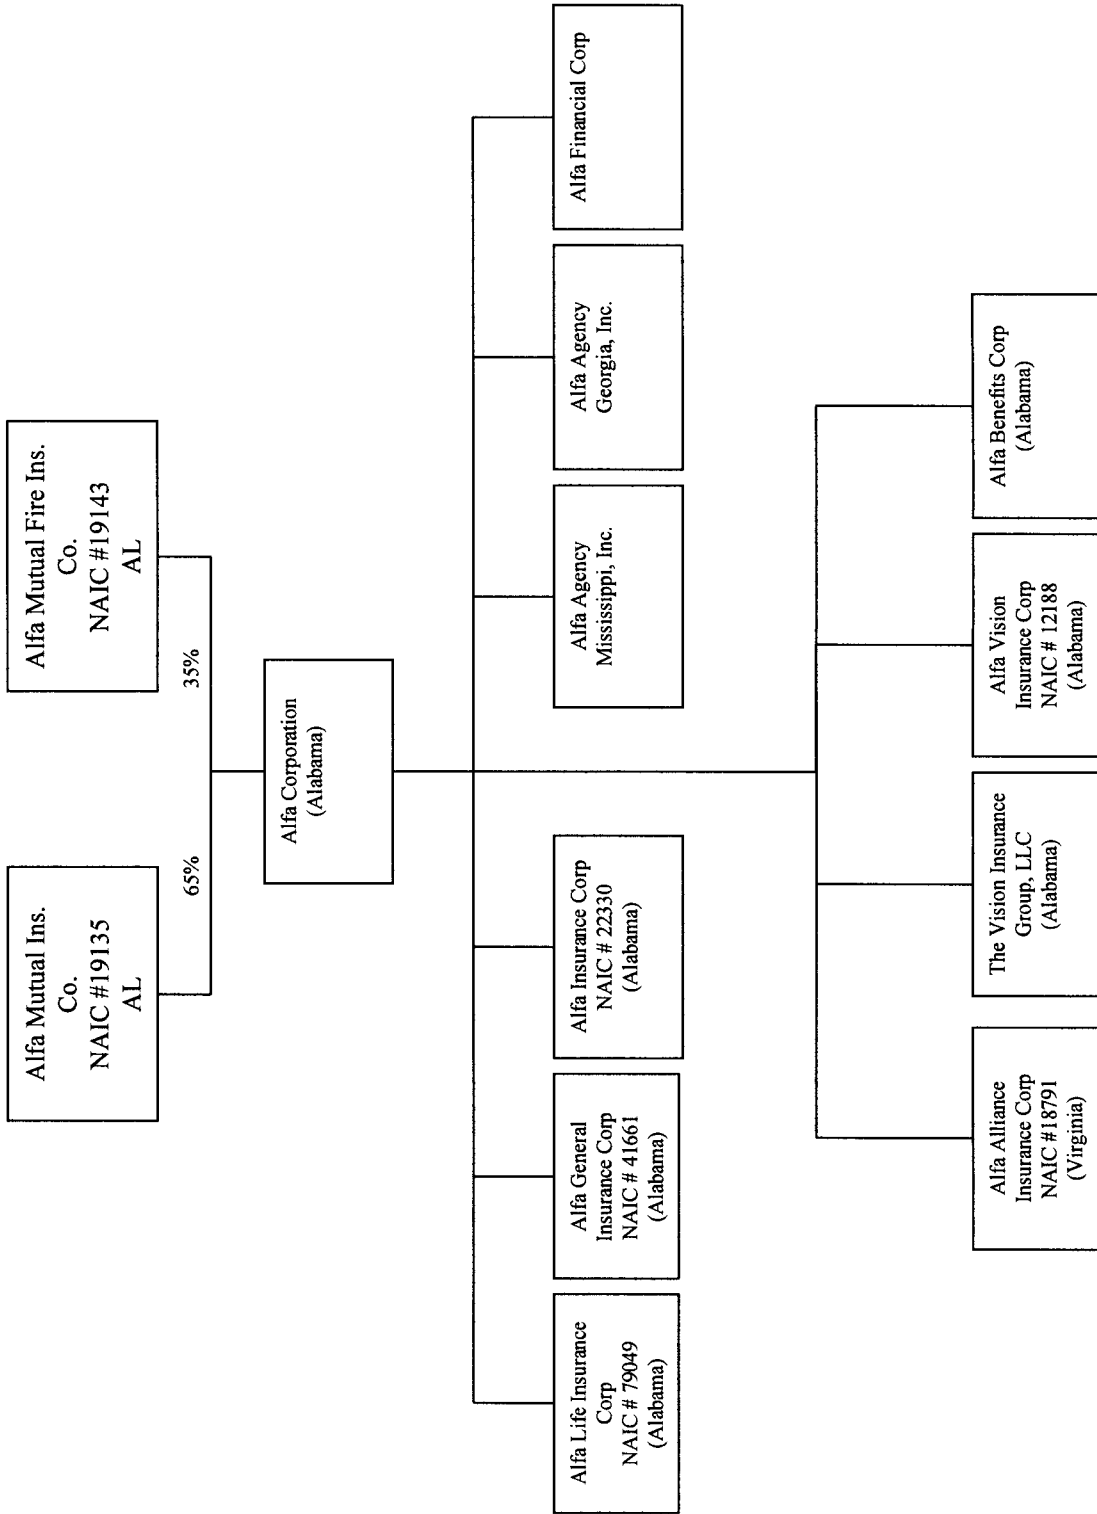 Alfa Mutual Ins.
Co.
NAIC #19135
AL
Alfa Mutual Fire Ins.
Co.
NAIC #19143
AL
65%
35%
Alfa Corporation
(Alabama)
Alfa Life Insurance
Corp
NAIC # 79049
(Alabama)
Alfa General
Insurance Corp
NAIC # 41661
(Alabama)
Alfa Insurance Corp
NAIC # 22330
(Alabama)
Alfa Agency
Mississippi, Inc.
Alfa Agency
Georgia, Inc.
Alfa Financial Corp
Alfa Alliance
Insurance Corp
NAIC #18791
(Virginia)
The Vision Insurance
Group, LLC
(Alabama)
Alfa Vision
Insurance Corp
NAIC # 12188
(Alabama)
Alfa Benefits Corp
(Alabama)